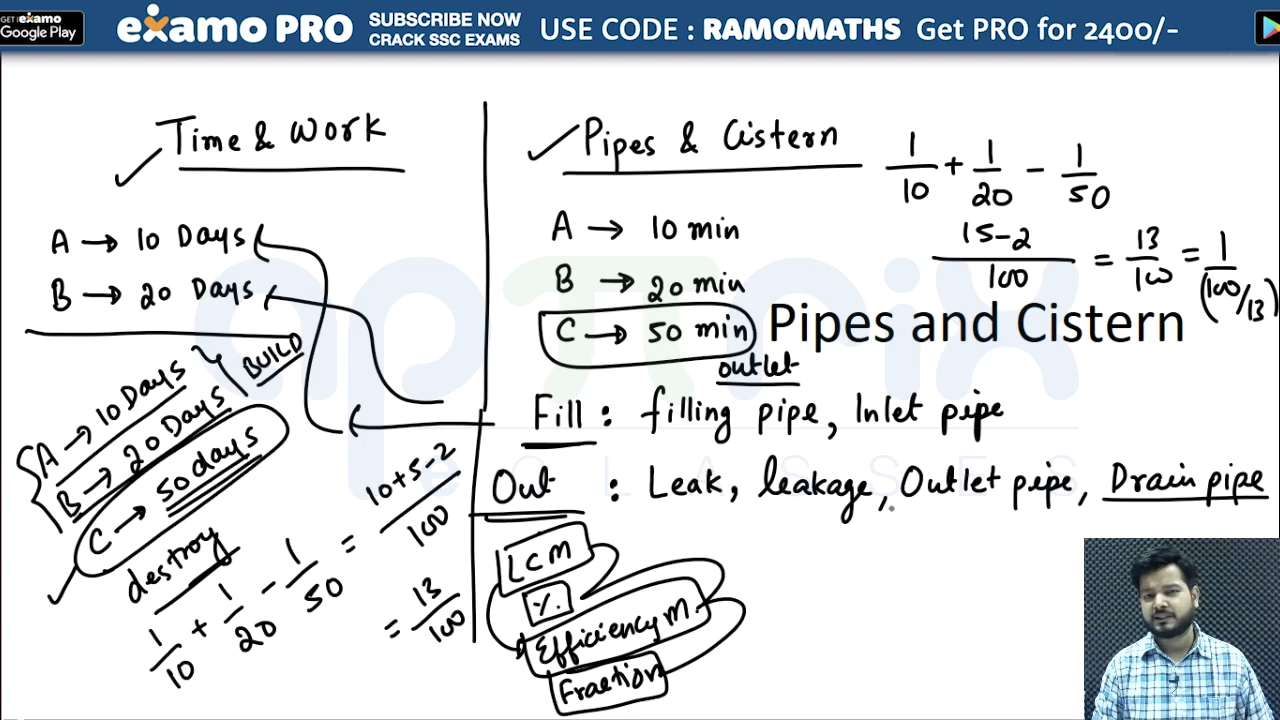 GET IT examo
Google Play
examo PRO
SUBSCRIBE NOW
CRACK SSC EXAMS
USE CODE : RAMOMATHS Get PRO for 2400/-
Time & Work
A → 10 Days
B → 20 Days
A → 10 Days
B → 20 Days
BUILD
C → 50 days
destroy
1/10 + 1/20 - 1/50 = 10+5-2/100
= 13/100
Pipes & Cistern
1/10 + 1/20 - 1/50
15-2/100 = 13/100 = 1/(100/13)
A → 10 min
B → 20 min
C → 50 min
outlet
Pipes and Cistern
Fill : filling pipe, Inlet pipe
Out : Leak, leakage, Outlet pipe, Drain pipe
LCM
%.
Efficiency M.
Fraction
aptπix
CLASSES